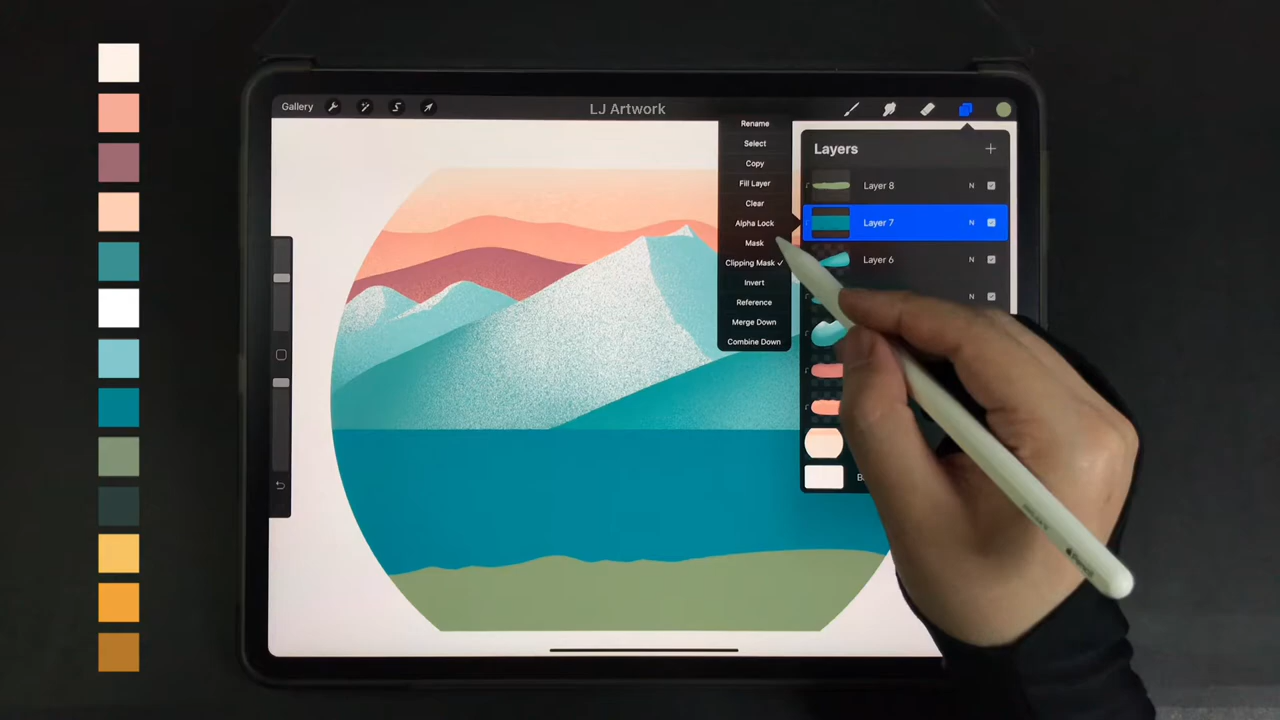 Gallery
LJ Artwork
Rename
Select
Copy
Fill Layer
Clear
Alpha Lock
Mask
Clipping Mask ✓
Invert
Reference
Merge Down
Combine Down
Layers
Layer 8 N
Layer 7 N
Layer 6 N